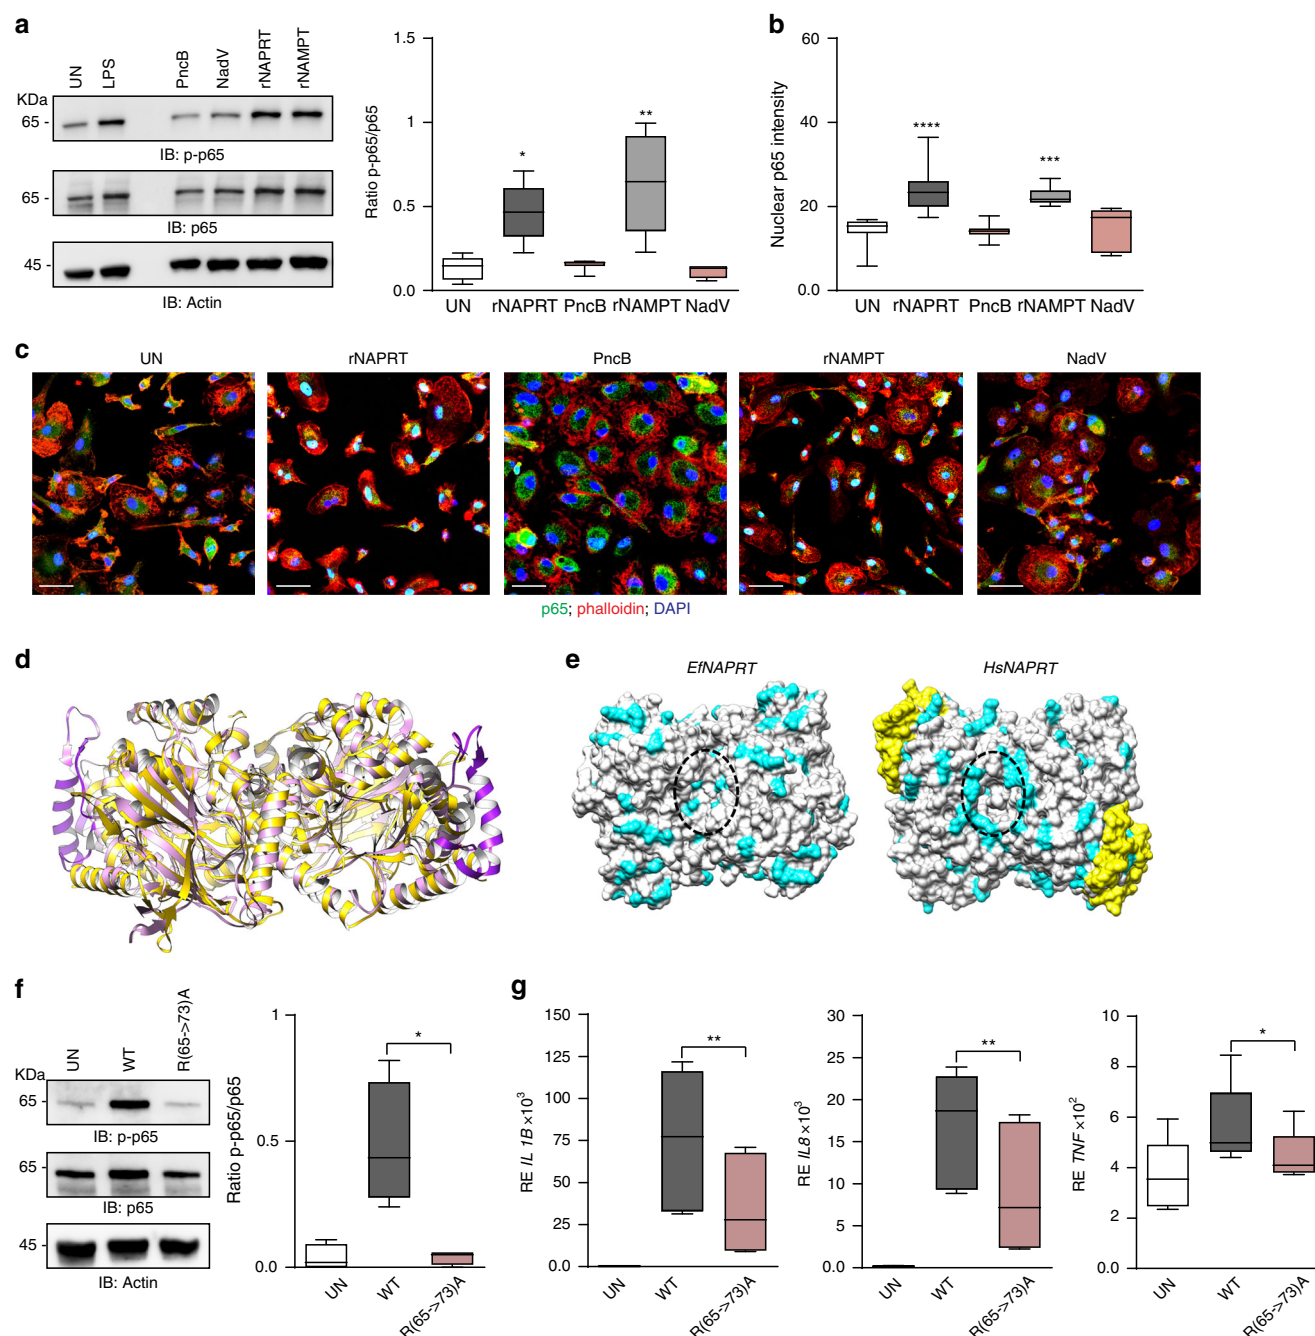 a
UN
LPS
PncB
NadV
rNAPRT
rNAMPT
KDa
65 -
IB: p-p65
65 -
IB: p65
45 -
IB: Actin
Ratio p-p65/p65
1.5
1
0.5
0.0
*
**
UN
rNAPRT
PncB
rNAMPT
NadV
b
Nuclear p65 intensity
60
40
20
0
****
***
UN
rNAPRT
PncB
rNAMPT
NadV
c
UN
rNAPRT
PncB
rNAMPT
NadV
p65; phalloidin; DAPI
d
e
EfNAPRT
HsNAPRT
f
UN
WT
R(65->73)A
KDa
65 -
IB: p-p65
65 -
IB: p65
45 -
IB: Actin
Ratio p-p65/p65
1
0.5
0.0
*
UN
WT
R(65->73)A
g
RE IL 1B ×10³
150
125
100
75
50
25
0
**
UN
WT
R(65->73)A
RE IL8 ×10³
30
25
20
15
10
5
0
**
UN
WT
R(65->73)A
RE TNF ×10²
10
8
6
4
2
0
*
UN
WT
R(65->73)A